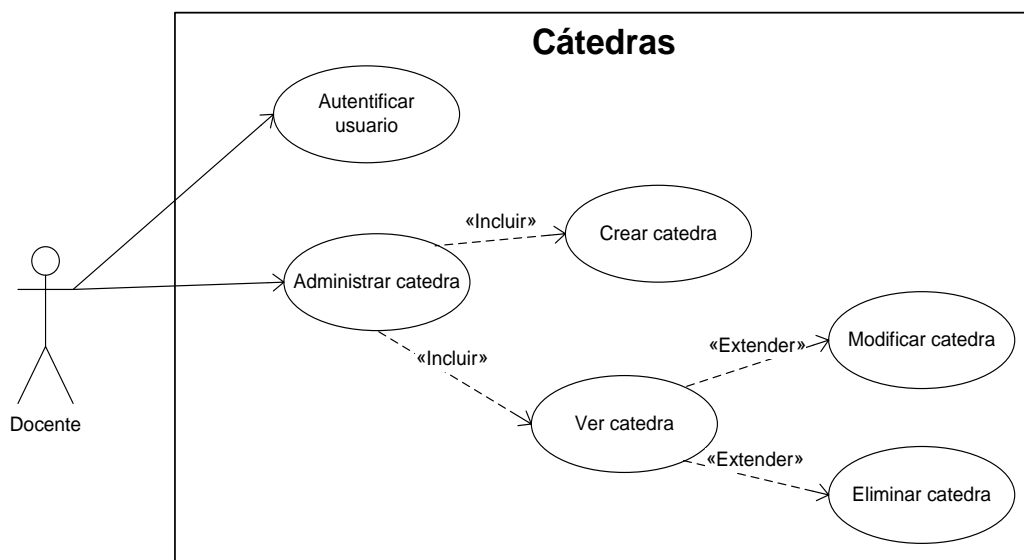 Cátedras
Autentificar
usuario
«Incluir»
Crear catedra
Administrar catedra
«Incluir»
«Extender»
Modificar catedra
Ver catedra
Docente
«Extender»
Eliminar catedra